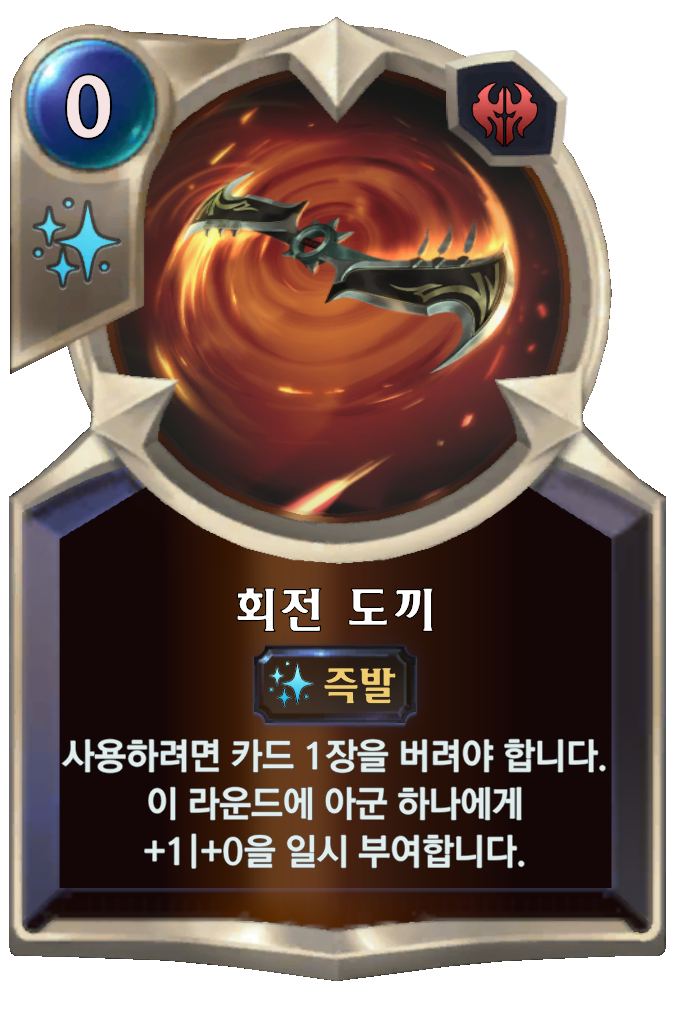 0
회전 도끼
즉발
사용하려면 카드 1장을 버려야 합니다.
이 라운드에 아군 하나에게
+1|+0을 일시 부여합니다.